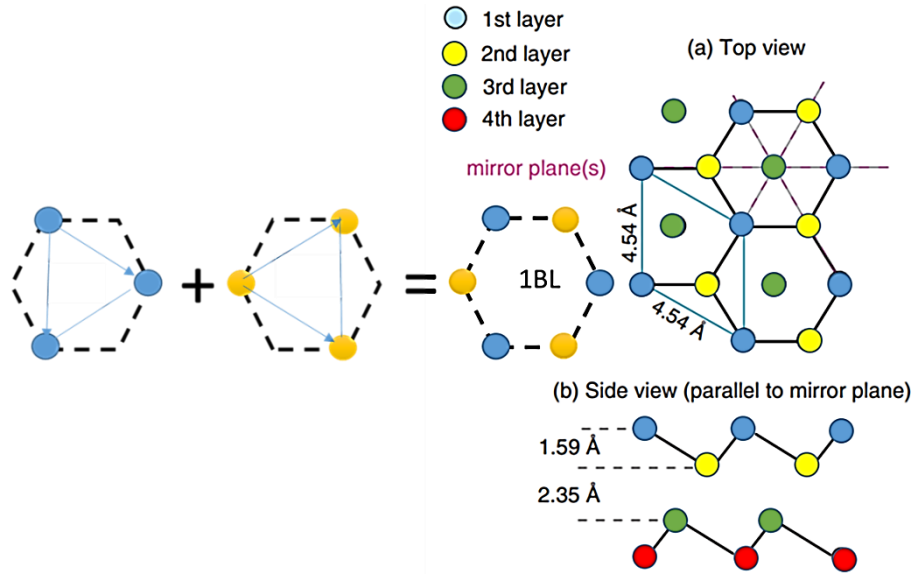 1st layer
2nd layer
3rd layer
4th layer
(a) Top view
mirror plane(s)
4.54 Å
4.54 Å
+
=
1BL
(b) Side view (parallel to mirror plane)
1.59 Å
2.35 Å